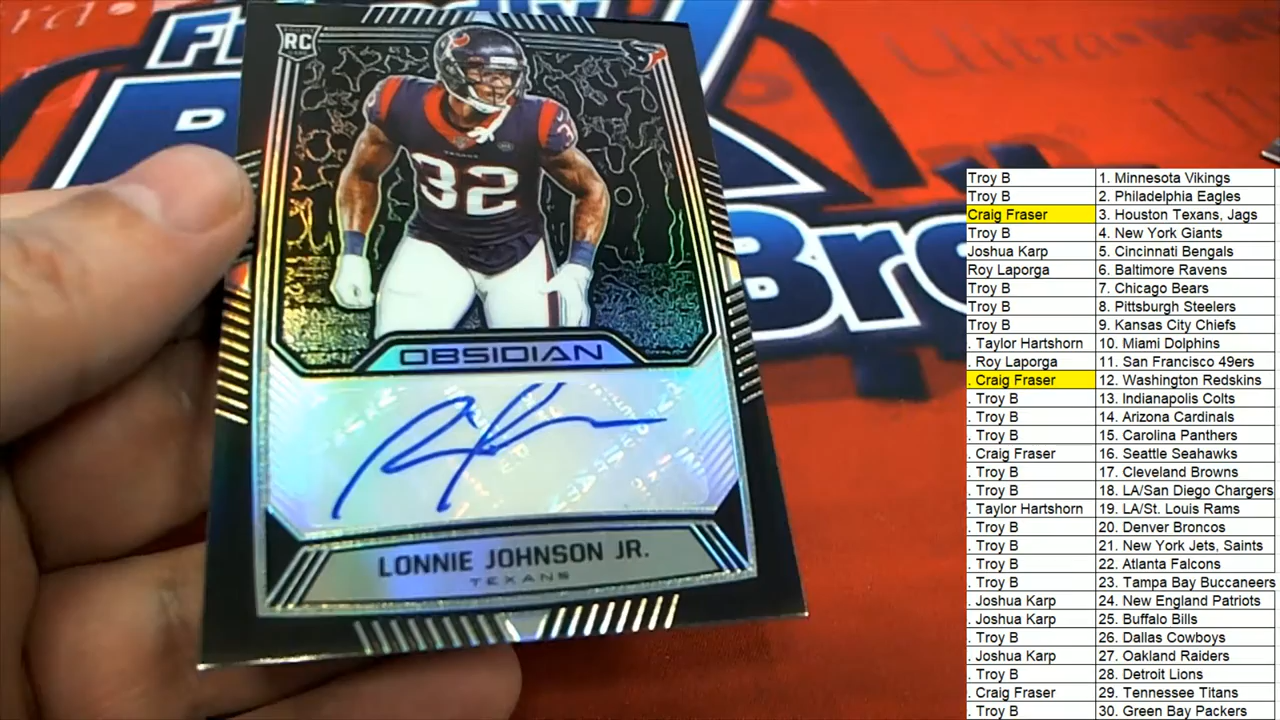 RC
32
TEXANS
OBSIDIAN
LONNIE JOHNSON JR.
TEXANS
Troy B 1. Minnesota Vikings
Troy B 2. Philadelphia Eagles
Craig Fraser 3. Houston Texans, Jags
Troy B 4. New York Giants
Joshua Karp 5. Cincinnati Bengals
Roy Laporga 6. Baltimore Ravens
Troy B 7. Chicago Bears
Troy B 8. Pittsburgh Steelers
Troy B 9. Kansas City Chiefs
. Taylor Hartshorn 10. Miami Dolphins
. Roy Laporga 11. San Francisco 49ers
. Craig Fraser 12. Washington Redskins
. Troy B 13. Indianapolis Colts
. Troy B 14. Arizona Cardinals
. Troy B 15. Carolina Panthers
. Craig Fraser 16. Seattle Seahawks
. Troy B 17. Cleveland Browns
. Troy B 18. LA/San Diego Chargers
. Taylor Hartshorn 19. LA/St. Louis Rams
. Troy B 20. Denver Broncos
. Troy B 21. New York Jets, Saints
. Troy B 22. Atlanta Falcons
. Troy B 23. Tampa Bay Buccaneers
. Joshua Karp 24. New England Patriots
. Joshua Karp 25. Buffalo Bills
. Troy B 26. Dallas Cowboys
. Joshua Karp 27. Oakland Raiders
. Troy B 28. Detroit Lions
. Craig Fraser 29. Tennessee Titans
. Troy B 30. Green Bay Packers